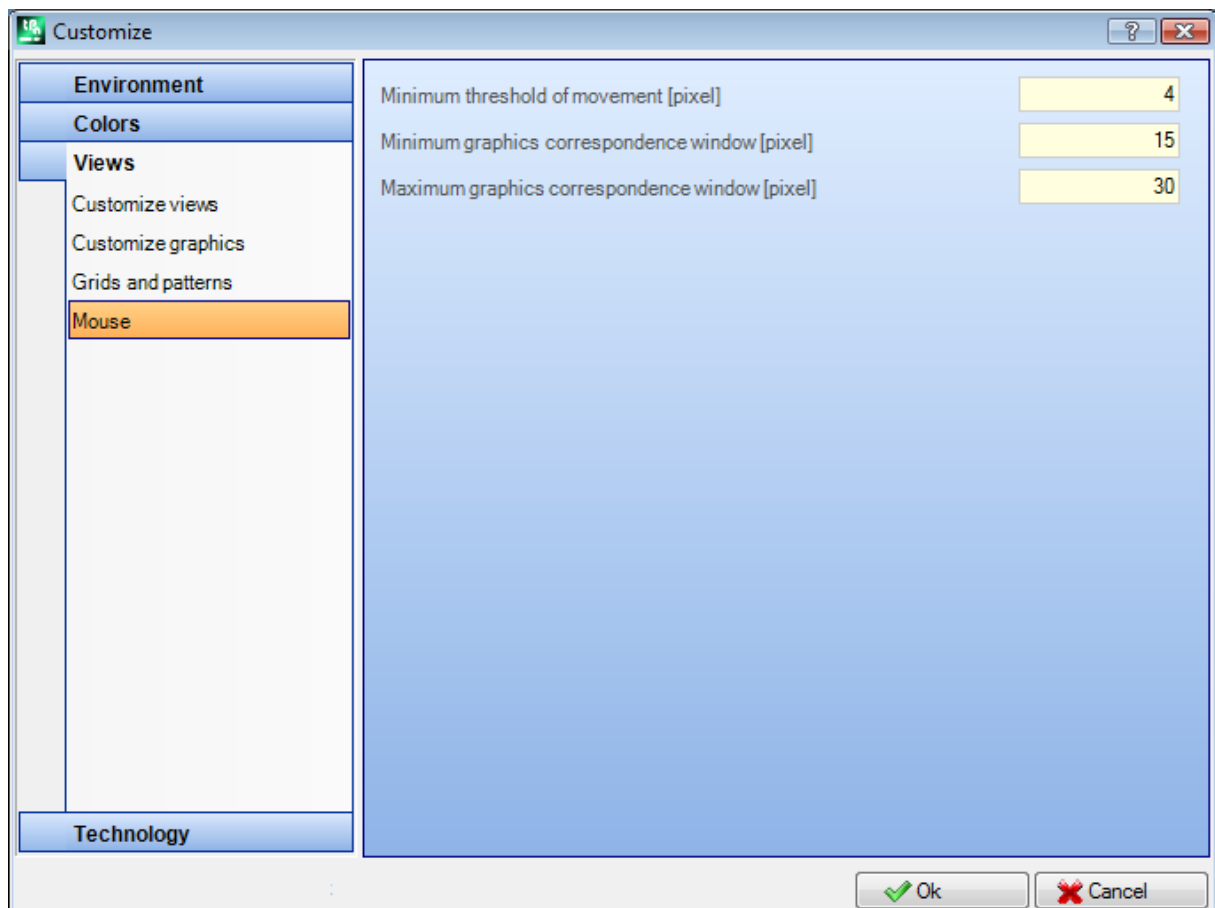 Customize
Environment
Colors
Views
Customize views
Customize graphics
Grids and patterns
Mouse
Technology
Minimum threshold of movement [pixel] 4
Minimum graphics correspondence window [pixel] 15
Maximum graphics correspondence window [pixel] 30
Ok
Cancel